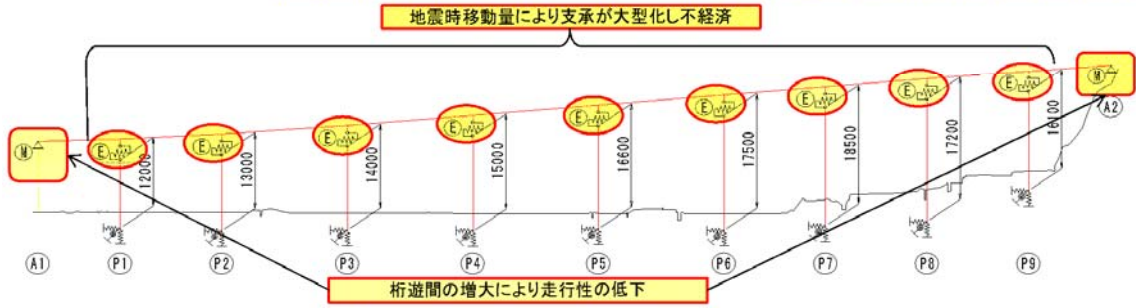 地震時移動量により支承が大型化し不経済
M
E
E
E
E
E
E
E
E
E
M
12000
13000
14000
15000
16600
17500
18500
17200
16100
A1
P1
P2
P3
P4
P5
P6
P7
P8
P9
A2
桁遊間の増大により走行性の低下